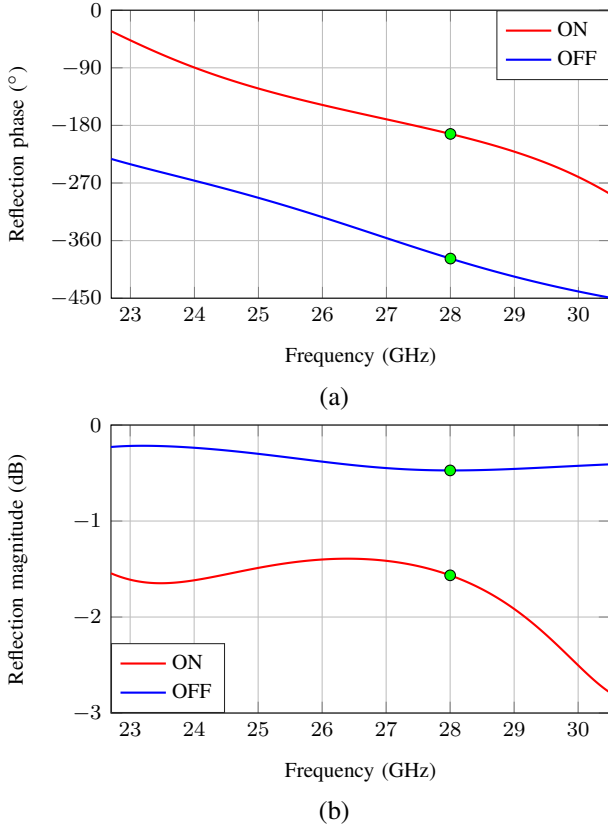 0
−90
−180
−270
−360
−450
Reflection phase (°)
ON
OFF
23 24 25 26 27 28 29 30
Frequency (GHz)
(a)
0
−1
−2
−3
Reflection magnitude (dB)
ON
OFF
23 24 25 26 27 28 29 30
Frequency (GHz)
(b)